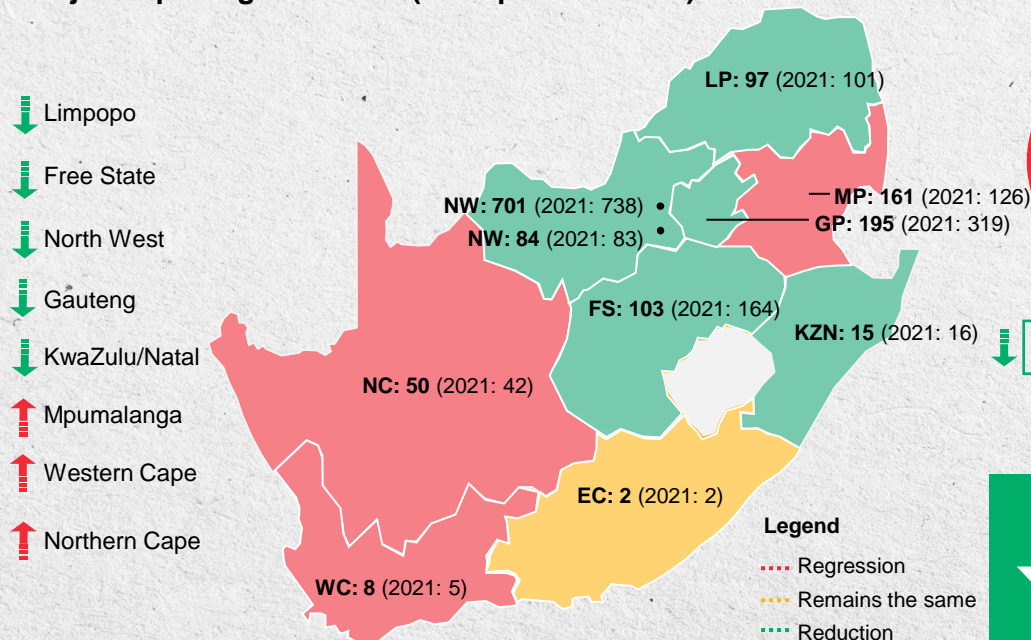 Limpopo
Free State
North West
Gauteng
KwaZulu/Natal
Mpumalanga
Western Cape
Northern Cape
LP: 97 (2021: 101)
MP: 161 (2021: 126)
NW: 701 (2021: 738)
GP: 195 (2021: 319)
NW: 84 (2021: 83)
FS: 103 (2021: 164)
KZN: 15 (2021: 16)
NC: 50 (2021: 42)
EC: 2 (2021: 2)
WC: 8 (2021: 5)
Legend
Regression
Remains the same
Reduction